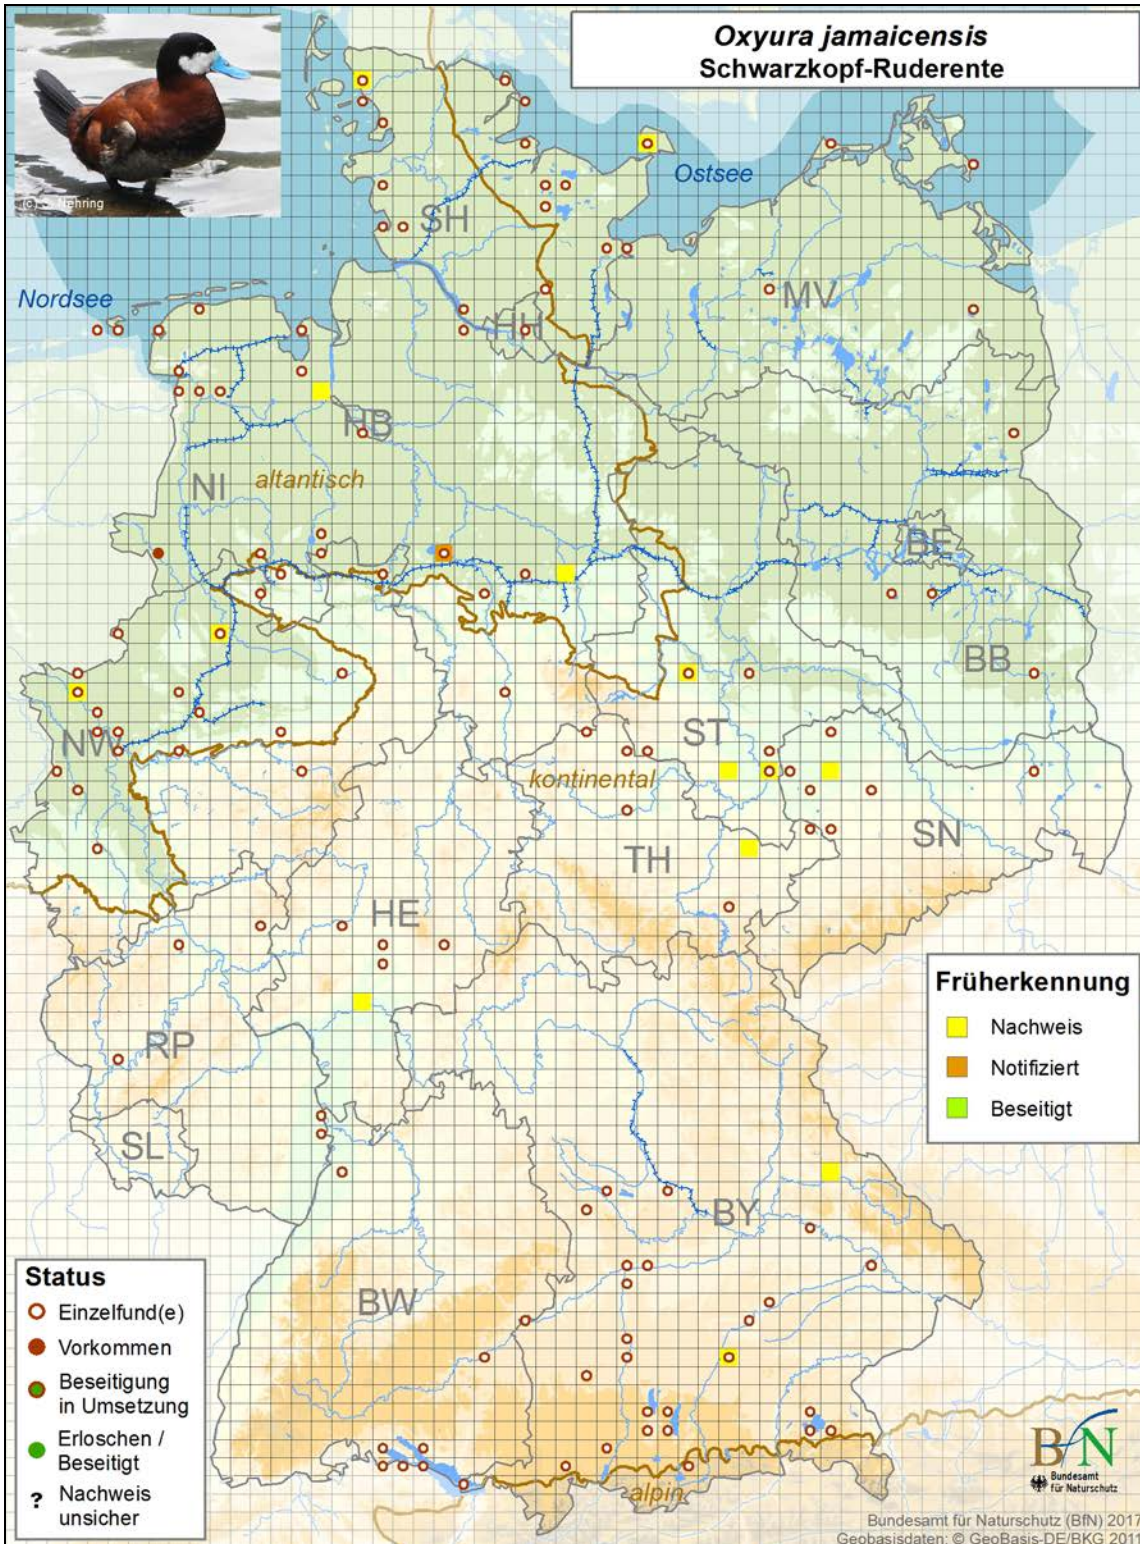 Oxyura jamaicensis
Schwarzkopf-Ruderente
(c) S. Nehring
Ostsee
SH
Nordsee
MV
HH
HB
altantisch
NI
BE
BB
NW
ST
kontinental
SN
TH
HE
Früherkennung
Nachweis
Notifiziert
Beseitigt
RP
SL
BY
Status
Einzelfund(e)
Vorkommen
Beseitigung
in Umsetzung
Erloschen /
Beseitigt
? Nachweis
unsicher
BW
alpin
BfN
Bundesamt
für Naturschutz
Bundesamt für Naturschutz (BfN) 2017
Geobasisdaten: © GeoBasis-DE/BKG 2011